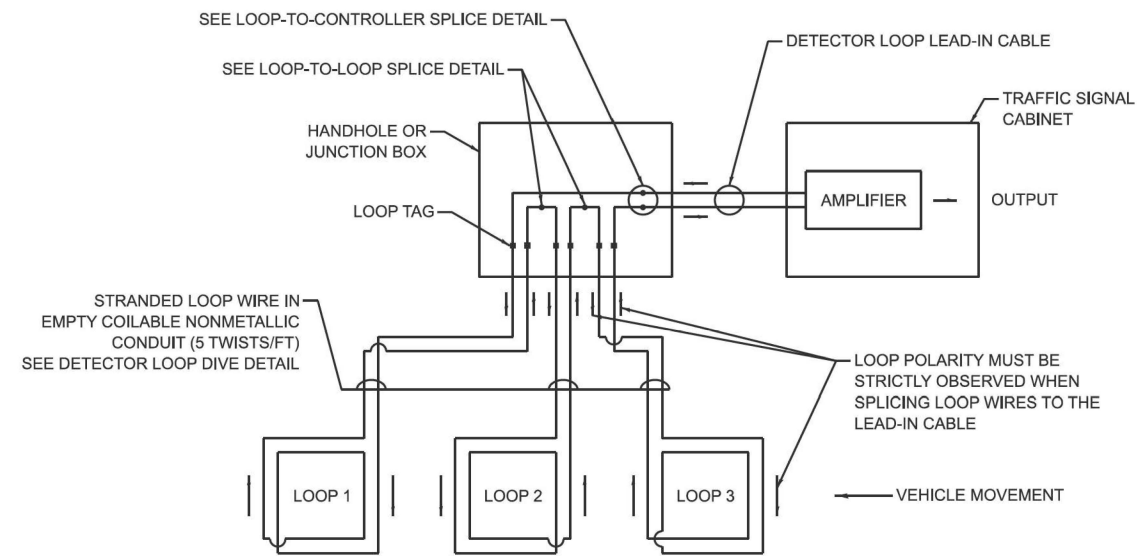 SEE LOOP-TO-CONTROLLER SPLICE DETAIL
DETECTOR LOOP LEAD-IN CABLE
SEE LOOP-TO-LOOP SPLICE DETAIL
TRAFFIC SIGNAL
CABINET
HANDHOLE OR
JUNCTION BOX
AMPLIFIER
OUTPUT
LOOP TAG
STRANDED LOOP WIRE IN
EMPTY COILABLE NONMETALLIC
CONDUIT (5 TWISTS/FT)
SEE DETECTOR LOOP DIVE DETAIL
LOOP POLARITY MUST BE
STRICTLY OBSERVED WHEN
SPLICING LOOP WIRES TO THE
LEAD-IN CABLE
LOOP 1
LOOP 2
LOOP 3
VEHICLE MOVEMENT